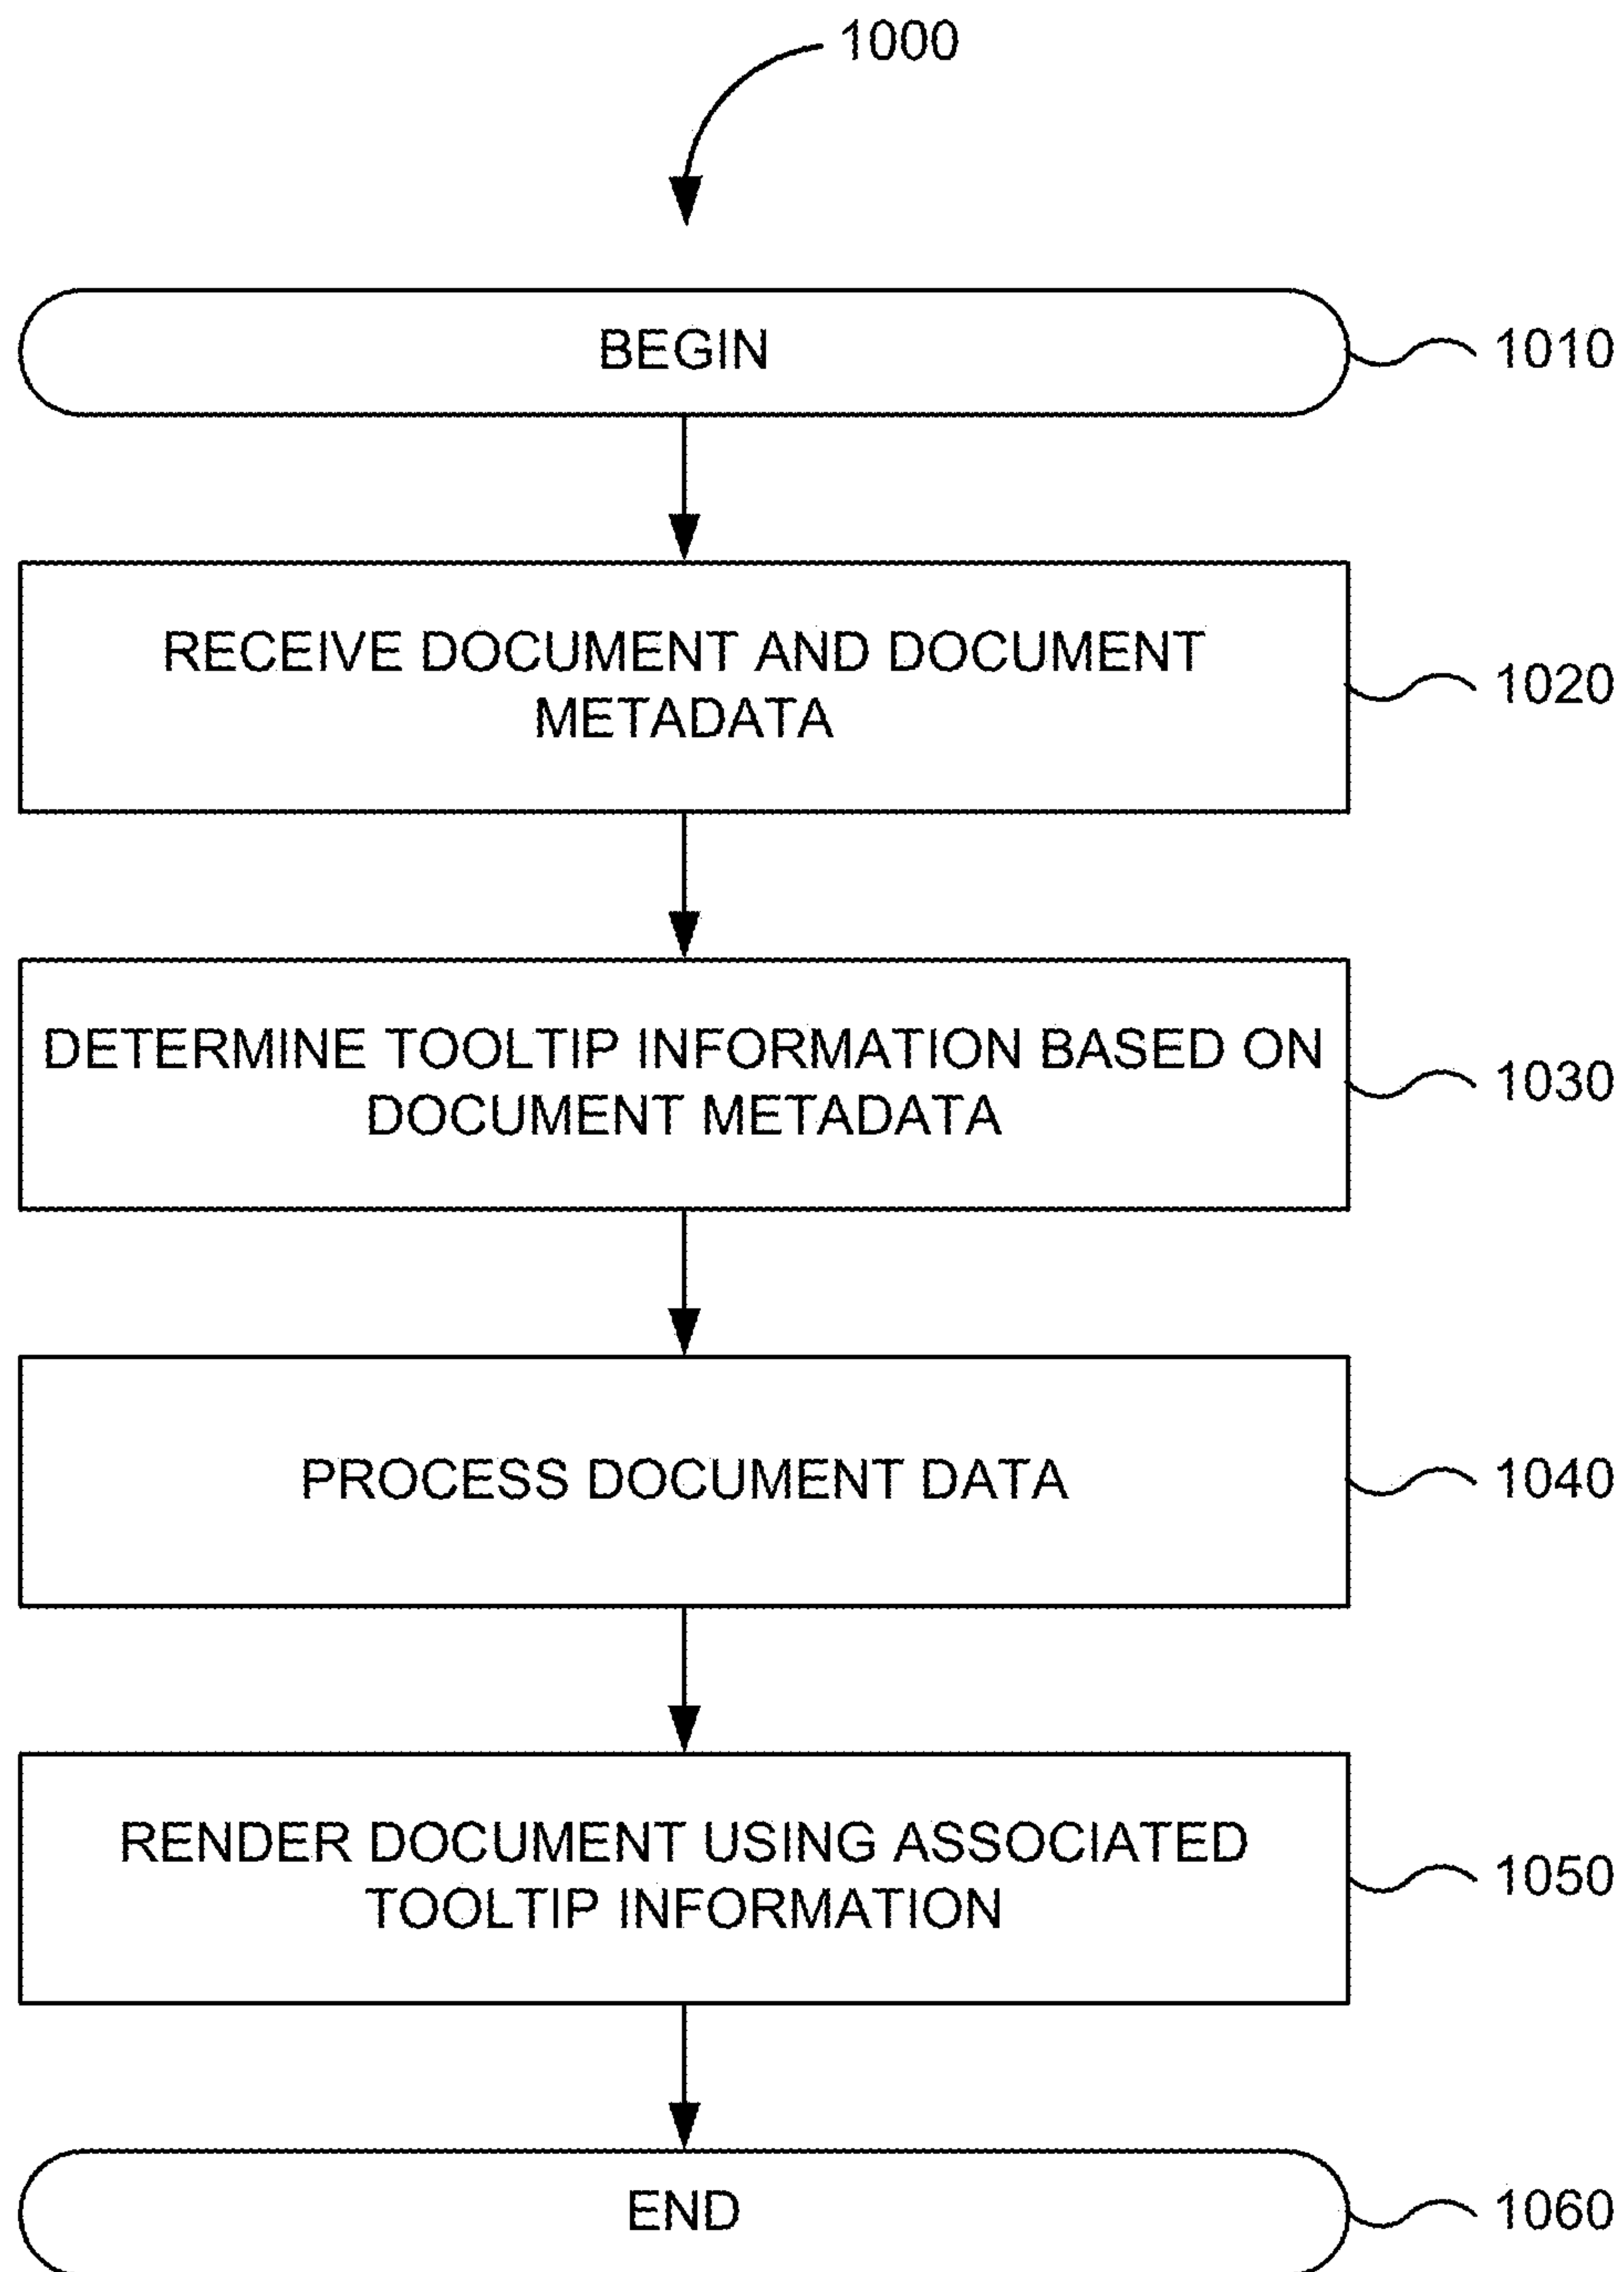 1000
BEGIN
1010
RECEIVE DOCUMENT AND DOCUMENT
METADATA
1020
DETERMINE TOOLTIP INFORMATION BASED ON
DOCUMENT METADATA
1030
PROCESS DOCUMENT DATA
1040
RENDER DOCUMENT USING ASSOCIATED
TOOLTIP INFORMATION
1050
END
1060